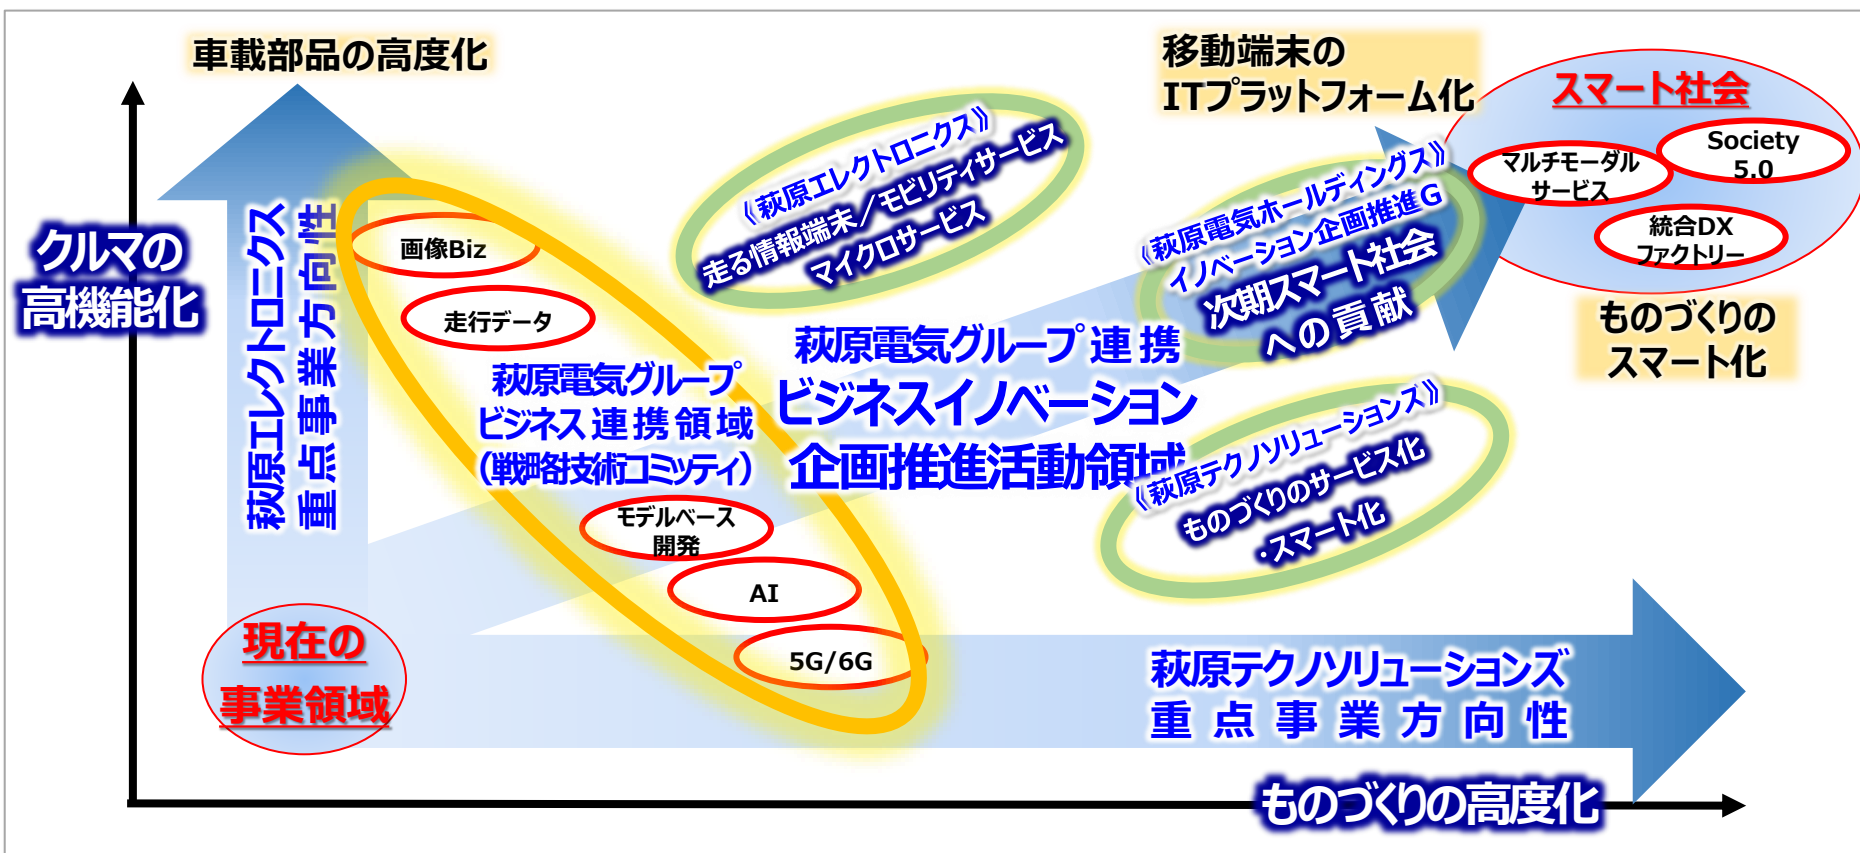 車載部品の高度化
移動端末の
ITプラットフォーム化
スマート社会
マルチモーダル
サービス
Society
5.0
統合DX
ファクトリー
ものづくりの
スマート化
クルマの
高機能化
萩原エレクトロニクス
重点事業方向性
画像Biz
走行データ
萩原電気グループ
ビジネス連携領域
(戦略技術コミッティ)
モデルベース
開発
AI
5G/6G
《萩原エレクトロニクス》
走る情報端末/モビリティサービス
マイクロサービス
萩原電気グループ連携
ビジネスイノベーション
企画推進活動領域
《萩原電気ホールディングス》
イノベーション企画推進G
次期スマート社会
への貢献
《萩原テクノソリューションズ》
ものづくりのサービス化
・スマート化
現在の
事業領域
萩原テクノソリューションズ
重点事業方向性
ものづくりの高度化